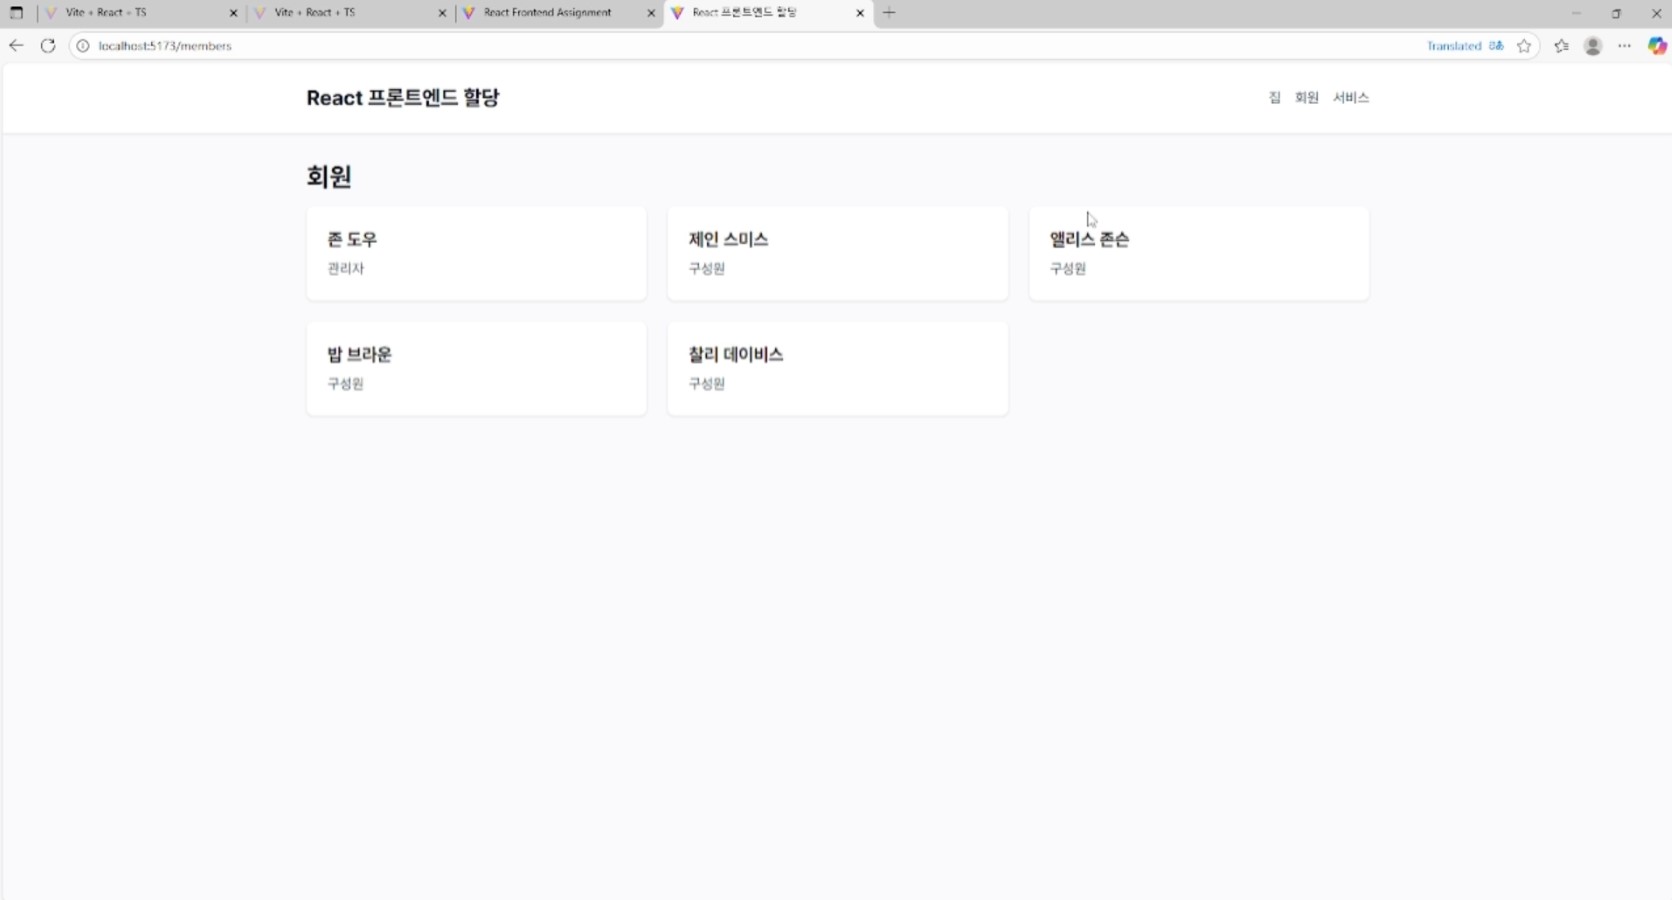 Vite + React + TS
Vite + React + TS
React Frontend Assignment
React 프론트엔드 할당
localhost:5173/members
Translated
React 프론트엔드 할당
집 회원 서비스
회원
존 도우
관리자
제인 스미스
구성원
앨리스 존슨
구성원
밥 브라운
구성원
찰리 데이비스
구성원